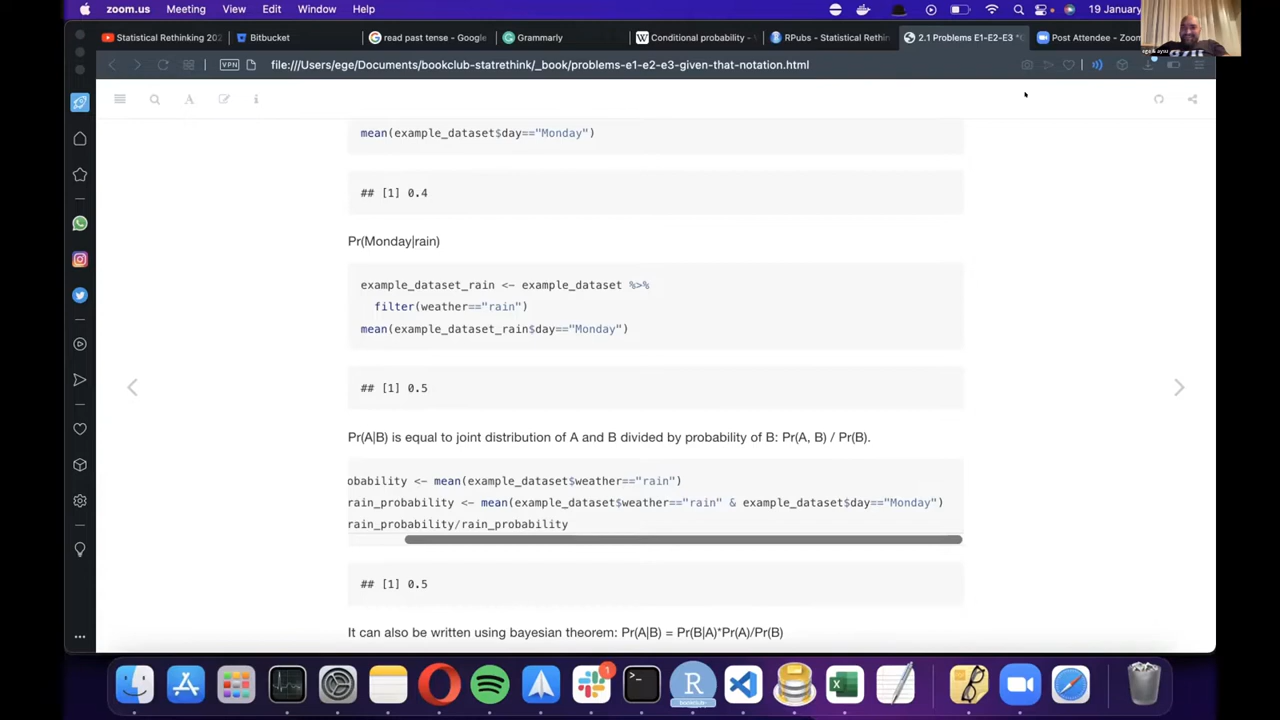 zoom.us Meeting View Edit Window Help 19 January
Statistical Rethinking 202 Bitbucket read past tense - Google Grammarly Conditional probability - RPubs - Statistical Rethin 2.1 Problems E1-E2-E3 Post Attendee - Zoom
VPN file:///Users/ege/Documents/ _book/problems-e1-e2-e3-given-that-notation.html
mean(example_dataset$day=="Monday")
## [1] 0.4
Pr(Monday|rain)
example_dataset_rain <- example_dataset %>%
filter(weather=="rain")
mean(example_dataset_rain$day=="Monday")
## [1] 0.5
Pr(A|B) is equal to joint distribution of A and B divided by probability of B: Pr(A, B) / Pr(B).
obability <- mean(example_dataset$weather=="rain")
rain_probability <- mean(example_dataset$weather=="rain" & example_dataset$day=="Monday")
rain_probability/rain_probability
## [1] 0.5
It can also be written using bayesian theorem: Pr(A|B) = Pr(B|A)*Pr(A)/Pr(B)
1
R